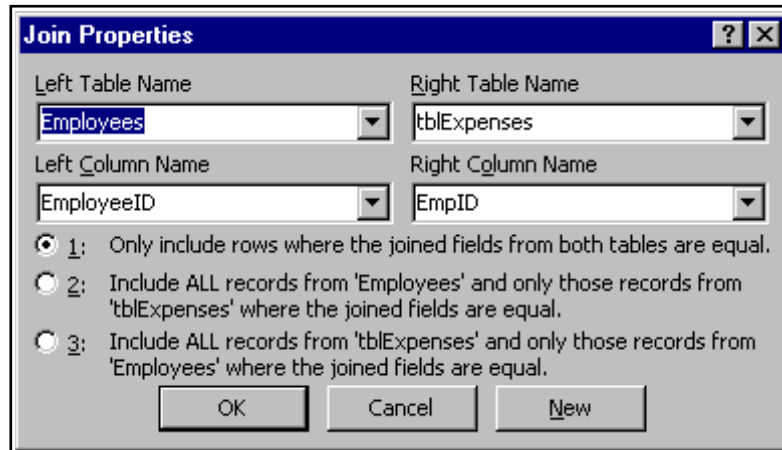 Join Properties
Left Table Name
Right Table Name
Employees
tblExpenses
Left Column Name
Right Column Name
EmployeeID
EmpID
1: Only include rows where the joined fields from both tables are equal.
2: Include ALL records from 'Employees' and only those records from
'tblExpenses' where the joined fields are equal.
3: Include ALL records from 'tblExpenses' and only those records from
'Employees' where the joined fields are equal.
OK
Cancel
New